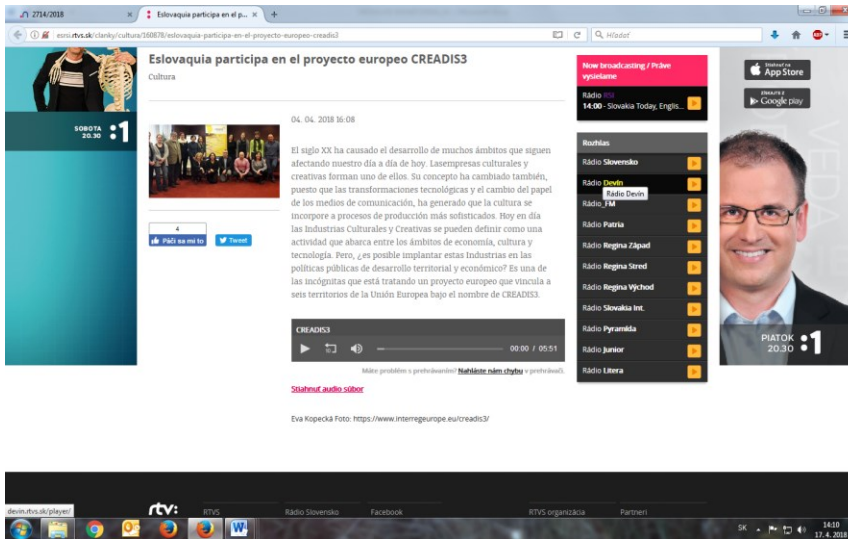 2714/2018
Eslovaquia participa en el p...
esrsi.rtvs.sk/clanky/cultura/160878/eslovaquia-participa-en-el-proyecto-europeo-creadis3
Hľadať
ABP
Eslovaquia participa en el proyecto europeo CREADIS3
Cultura
04. 04. 2018 16:08
El siglo XX ha causado el desarrollo de muchos ámbitos que siguen
afectando nuestro día a día de hoy. Lasempresas culturales y
creativas forman uno de ellos. Su concepto ha cambiado también,
puesto que las transformaciones tecnológicas y el cambio del papel
de los medios de comunicación, ha generado que la cultura se
incorpore a procesos de producción más sofisticados. Hoy en día
las Industrias Culturales y Creativas se pueden definir como una
actividad que abarca entre los ámbitos de economía, cultura y
tecnología. Pero, ¿es posible implantar estas Industrias en las
políticas públicas de desarrollo territorial y económico? Es una de
las incógnitas que está tratando un proyecto europeo que vincula a
seis territorios de la Unión Europea bajo el nombre de CREADIS3.
4
Páči sa mi to
Tweet
CREADIS3
00:00 / 05:51
Máte problém s prehrávaním? Nahláste nám chybu v prehrávači.
Stiahnuť audio súbor
Eva Kopecká Foto: https://www.interregeurope.eu/creadis3/
Now broadcasting / Práve
vysielame
Rádio RSI
14:00 - Slovakia Today, Englis...
Rozhlas
Rádio Slovensko
Rádio Devín
Rádio Devín
Rádio_FM
Rádio Patria
Rádio Regina Západ
Rádio Regina Stred
Rádio Regina Východ
Rádio Slovakia Int.
Rádio Pyramída
Rádio Junior
Rádio Litera
SOBOTA
20.30
:1
App Store
Google play
VEDA
PIATOK
20.30
:1
devin.rtvs.sk/player/
rtv:
RTVS
Rádio Slovensko
Facebook
RTVS organizácia
Partneri
SK
14:10
17. 4. 2018